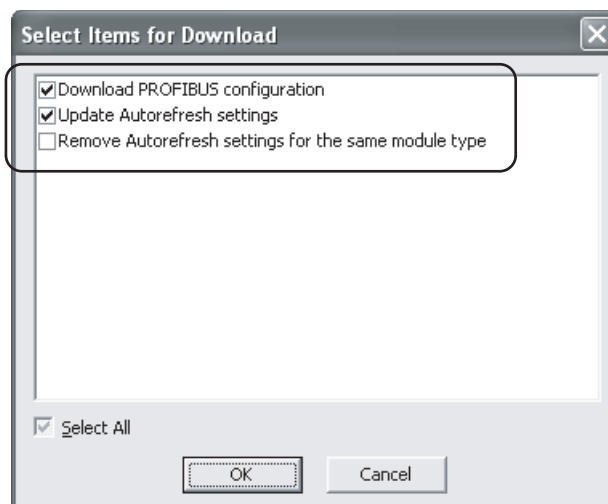 Select Items for Download
Download PROFIBUS configuration
Update Autorefresh settings
Remove Autorefresh settings for the same module type
Select All
OK
Cancel